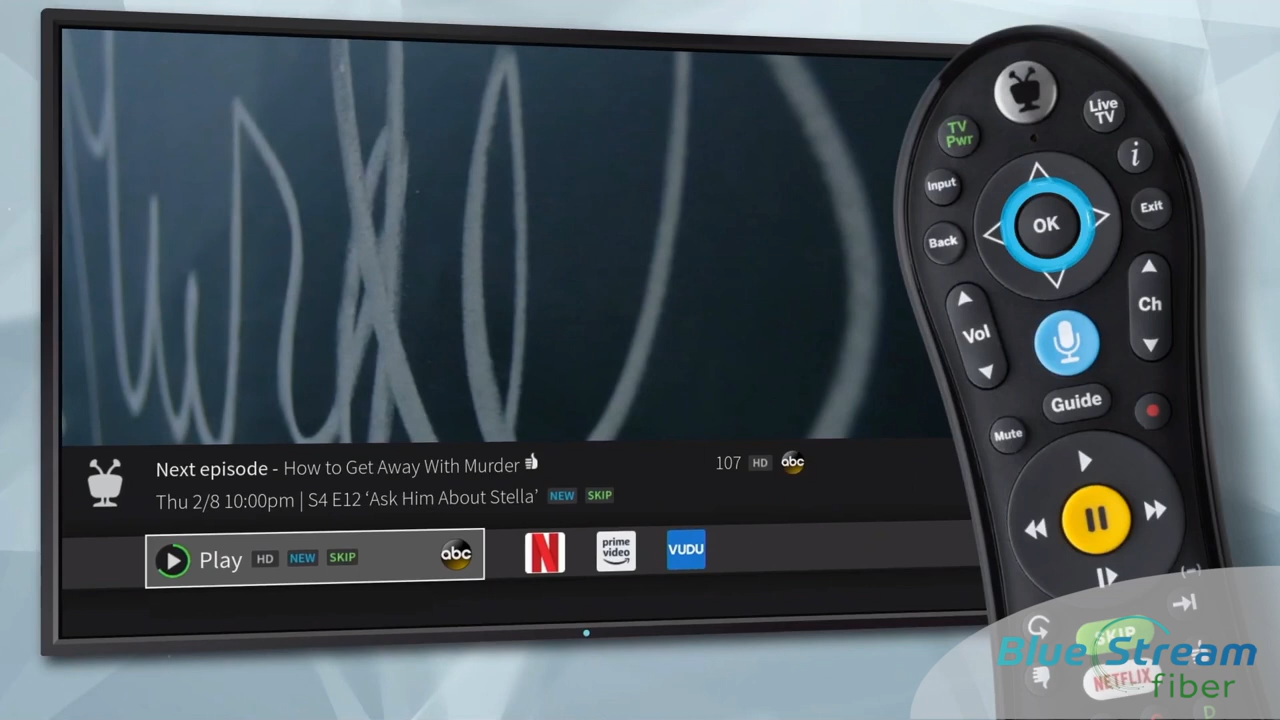 Next episode - How to Get Away With Murder
107 HD abc
Thu 2/8 10:00pm | S4 E12 ‘Ask Him About Stella’ NEW SKIP
Play HD NEW SKIP abc
N
prime video
VUDU
Live TV
TV Pwr
i
Input
Exit
OK
Back
Ch
Vol
Guide
Mute
SKIP
NETFLIX
D
Blue Stream
fiber